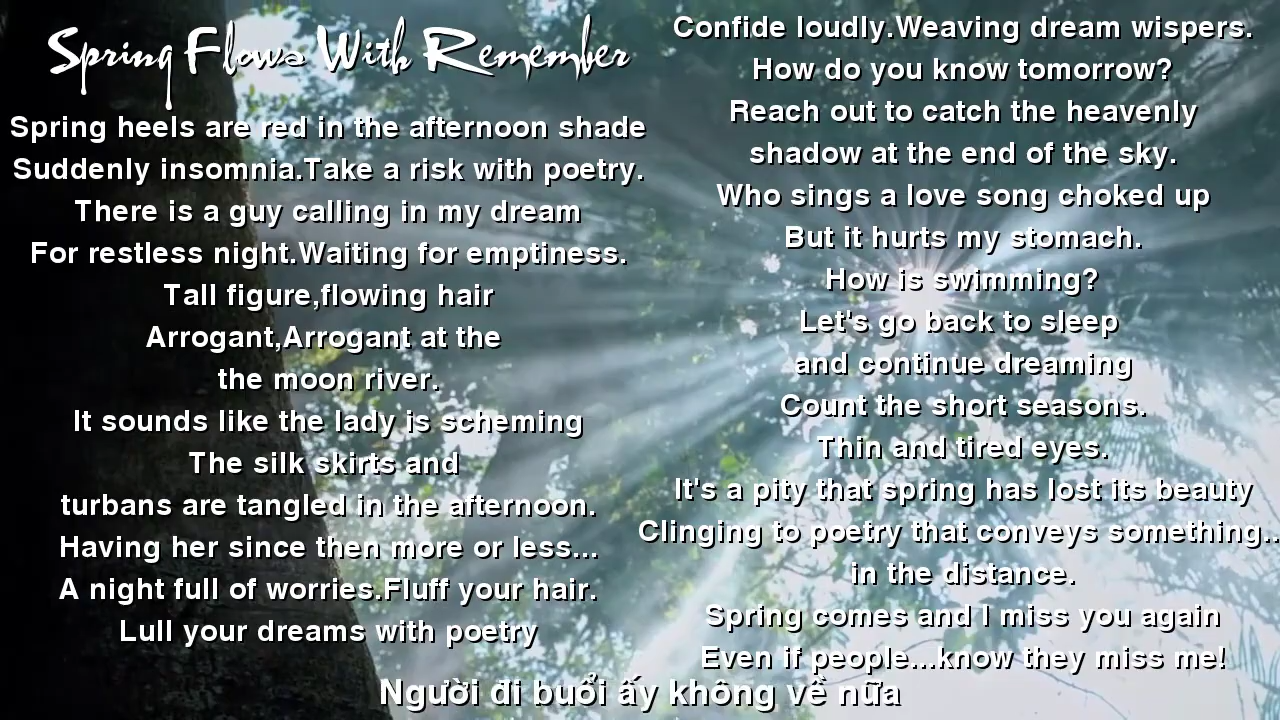 Spring Flows With Remember
Spring heels are red in the afternoon shade
Suddenly insomnia.Take a risk with poetry.
There is a guy calling in my dream
For restless night.Waiting for emptiness.
Tall figure,flowing hair
Arrogant,Arrogant at the
the moon river.
It sounds like the lady is scheming
The silk skirts and
turbans are tangled in the afternoon.
Having her since then more or less...
A night full of worries.Fluff your hair.
Lull your dreams with poetry
Confide loudly.Weaving dream wispers.
How do you know tomorrow?
Reach out to catch the heavenly
shadow at the end of the sky.
Who sings a love song choked up
But it hurts my stomach.
How is swimming?
Let's go back to sleep
and continue dreaming
Count the short seasons.
Thin and tired eyes.
It's a pity that spring has lost its beauty
Clinging to poetry that conveys something..
in the distance.
Spring comes and I miss you again
Even if people...know they miss me!
Người đi buổi ấy không về nữa